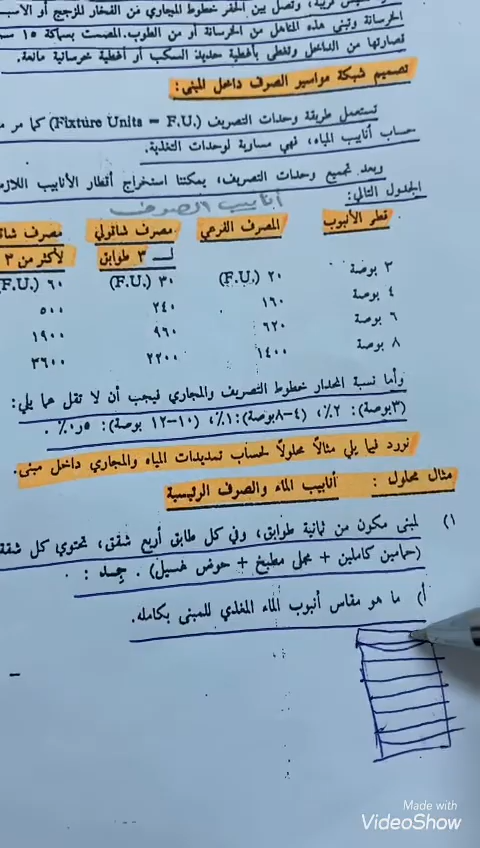 وتصل بين الحفر خطوط المجاري من الفخار المزجج أو الاسبـ
الخرسانة وتبنى هذه المناهل من الخرسانة أو من الطوب. المصمت بسماكة ١٥ سم
قصارتها من الداخل وتغطى بأغطية حديد السكب أو أغطية خرسانية مانعة.
تصميم شبكة مواسير الصرف داخل المبنى:
تستعمل طريقة وحدات التصريف (Fixture Units = F.U.) كما مر
حساب أنابيب المياه، فهي مساوية لوحدات التغذية.
وبعد تجميع وحدات التصريف، يمكننا استخراج أقطار الأنابيب اللازمـ
الجدول التالي:
أنابيب الصرف
قطر الأنبوب المصرف الفرعي مصرف شاقولي مصرف شاقـ
لـ ٣ طوابق لأكثر من ٣
٣ بوصة ٢٠ (F.U.) ٣٠ (F.U.) ٦٠ (F.U.)
٤ بوصة ١٦٠ ٢٤٠ ٥٠٠
٦ بوصة ٦٢٠ ٩٦٠ ١٩٠٠
٨ بوصة ١٤٠٠ ٢٢٠٠ ٣٦٠٠
وأما نسبة انحدار خطوط التصريف والمجاري فيجب أن لا تقل عما يلي:
(٣بوصة): ٢٪، (٤-٨بوصة): ١٪، (١٠-١٢ بوصة): ٥ر٠٪.
نورد فيما يلي مثالاً محلولاً لحساب تمديدات المياه والمجاري داخل مبنى.
مثال محلول : أنابيب الماء والصرف الرئيسية
١) لمبنى مكون من ثمانية طوابق، وفي كل طابق أربع شقق، تحتوي كل شقة
(حمامين كاملين + مجلى مطبخ + حوض غسيل). جد :
أ) ما هو مقاس أنبوب الماء المغذي للمبنى بكامله.
Made with
VideoShow